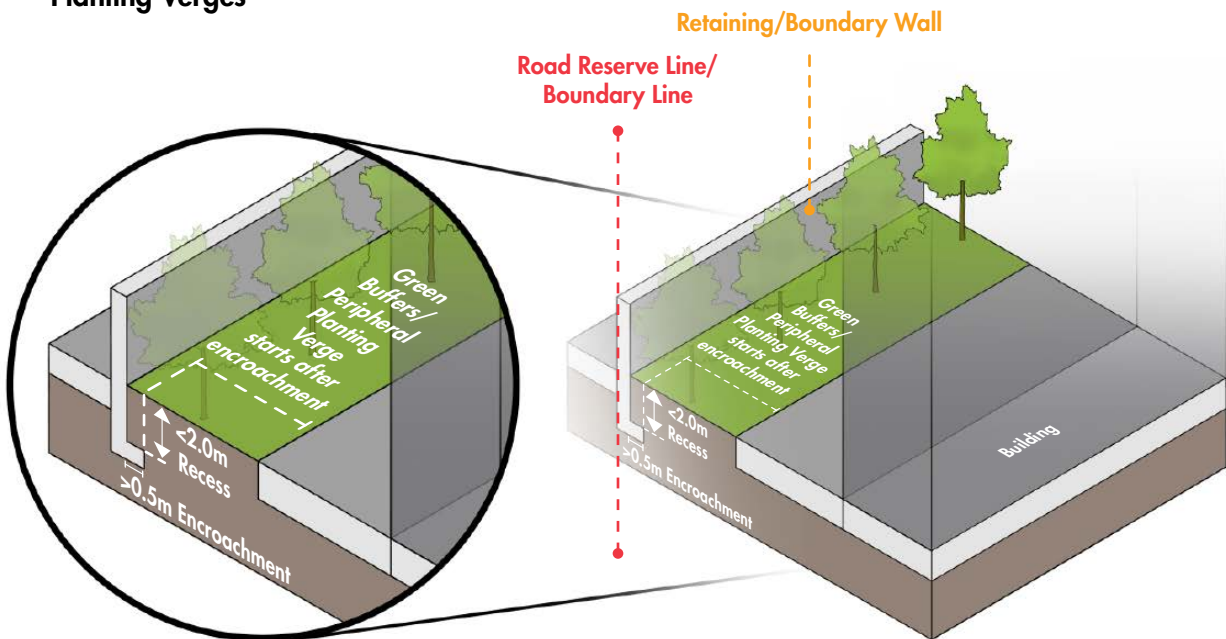 Planting Verges
Retaining/Boundary Wall
Road Reserve Line/
Boundary Line
Green
Buffers/
Peripheral
Planting
Verge
starts after
encroachment
<2.0m
Recess
>0.5m Encroachment
Green
Buffers/
Peripheral
Planting Verge
starts after
encroachment
<2.0m
Recess
>0.5m Encroachment
Building